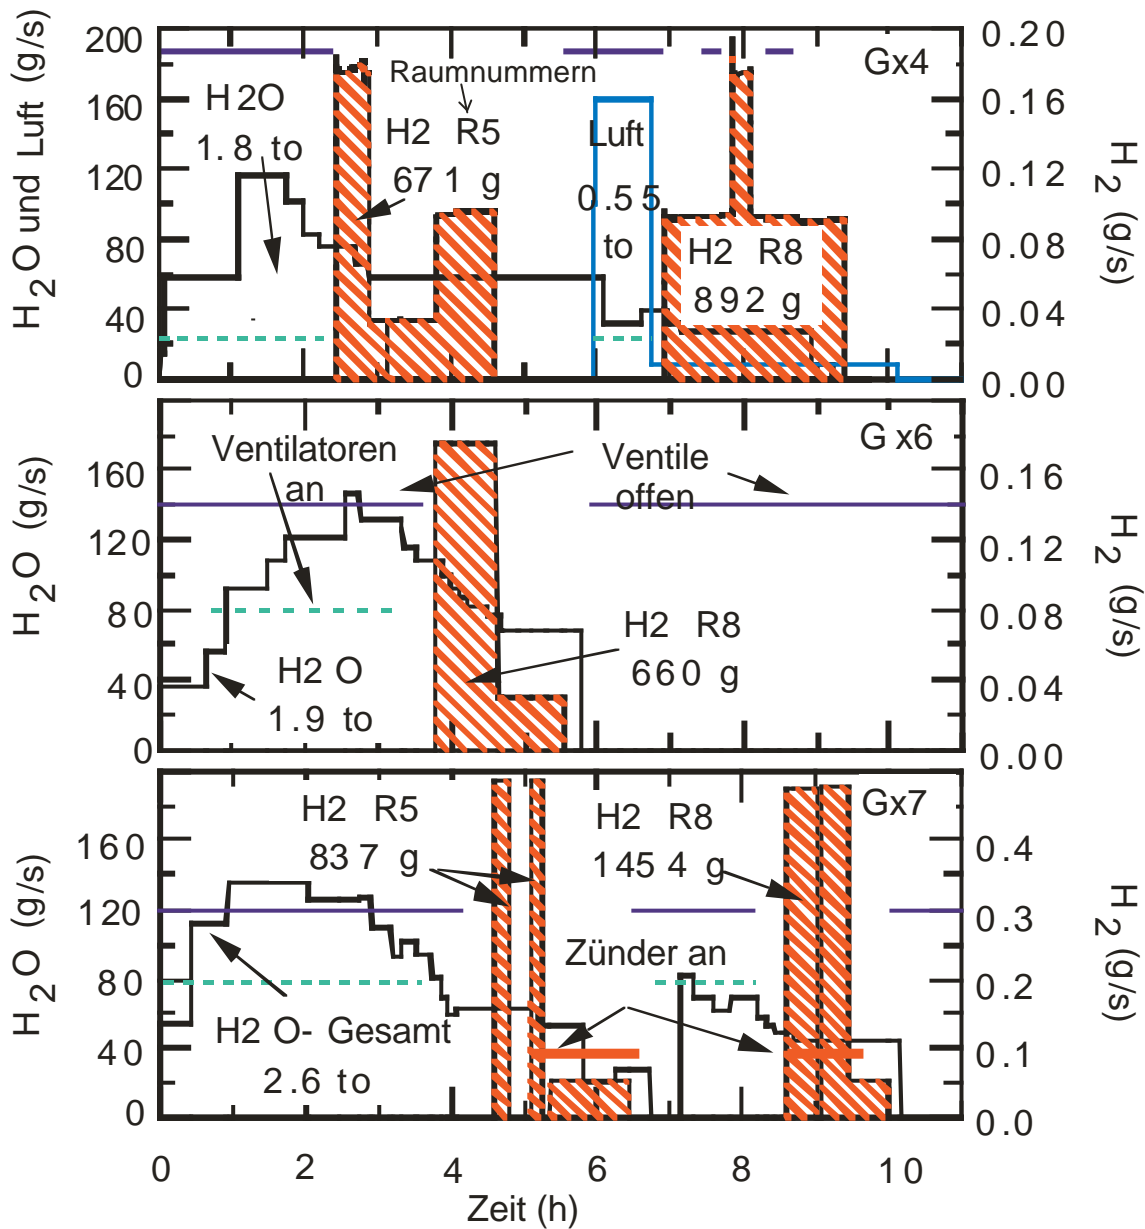 H2O und Luft (g/s)
200
160
120
80
40
0
Gx4
H2O
1.8 to
Raumnummern
H2 R5
671 g
Luft
0.55
to
H2 R8
892 g
0.20
0.16
0.12
0.08
0.04
0.00
H2 (g/s)
H2O (g/s)
160
120
80
40
0
Gx6
Ventilatoren
an
Ventile
offen
H2O
1.9 to
H2 R8
660 g
0.16
0.12
0.08
0.04
0.00
H2 (g/s)
H2O (g/s)
160
120
80
40
0
Gx7
H2 R5
837 g
H2 R8
1454 g
Zünder an
H2O- Gesamt
2.6 to
0.4
0.3
0.2
0.1
0.0
H2 (g/s)
0 2 4 6 8 10
Zeit (h)